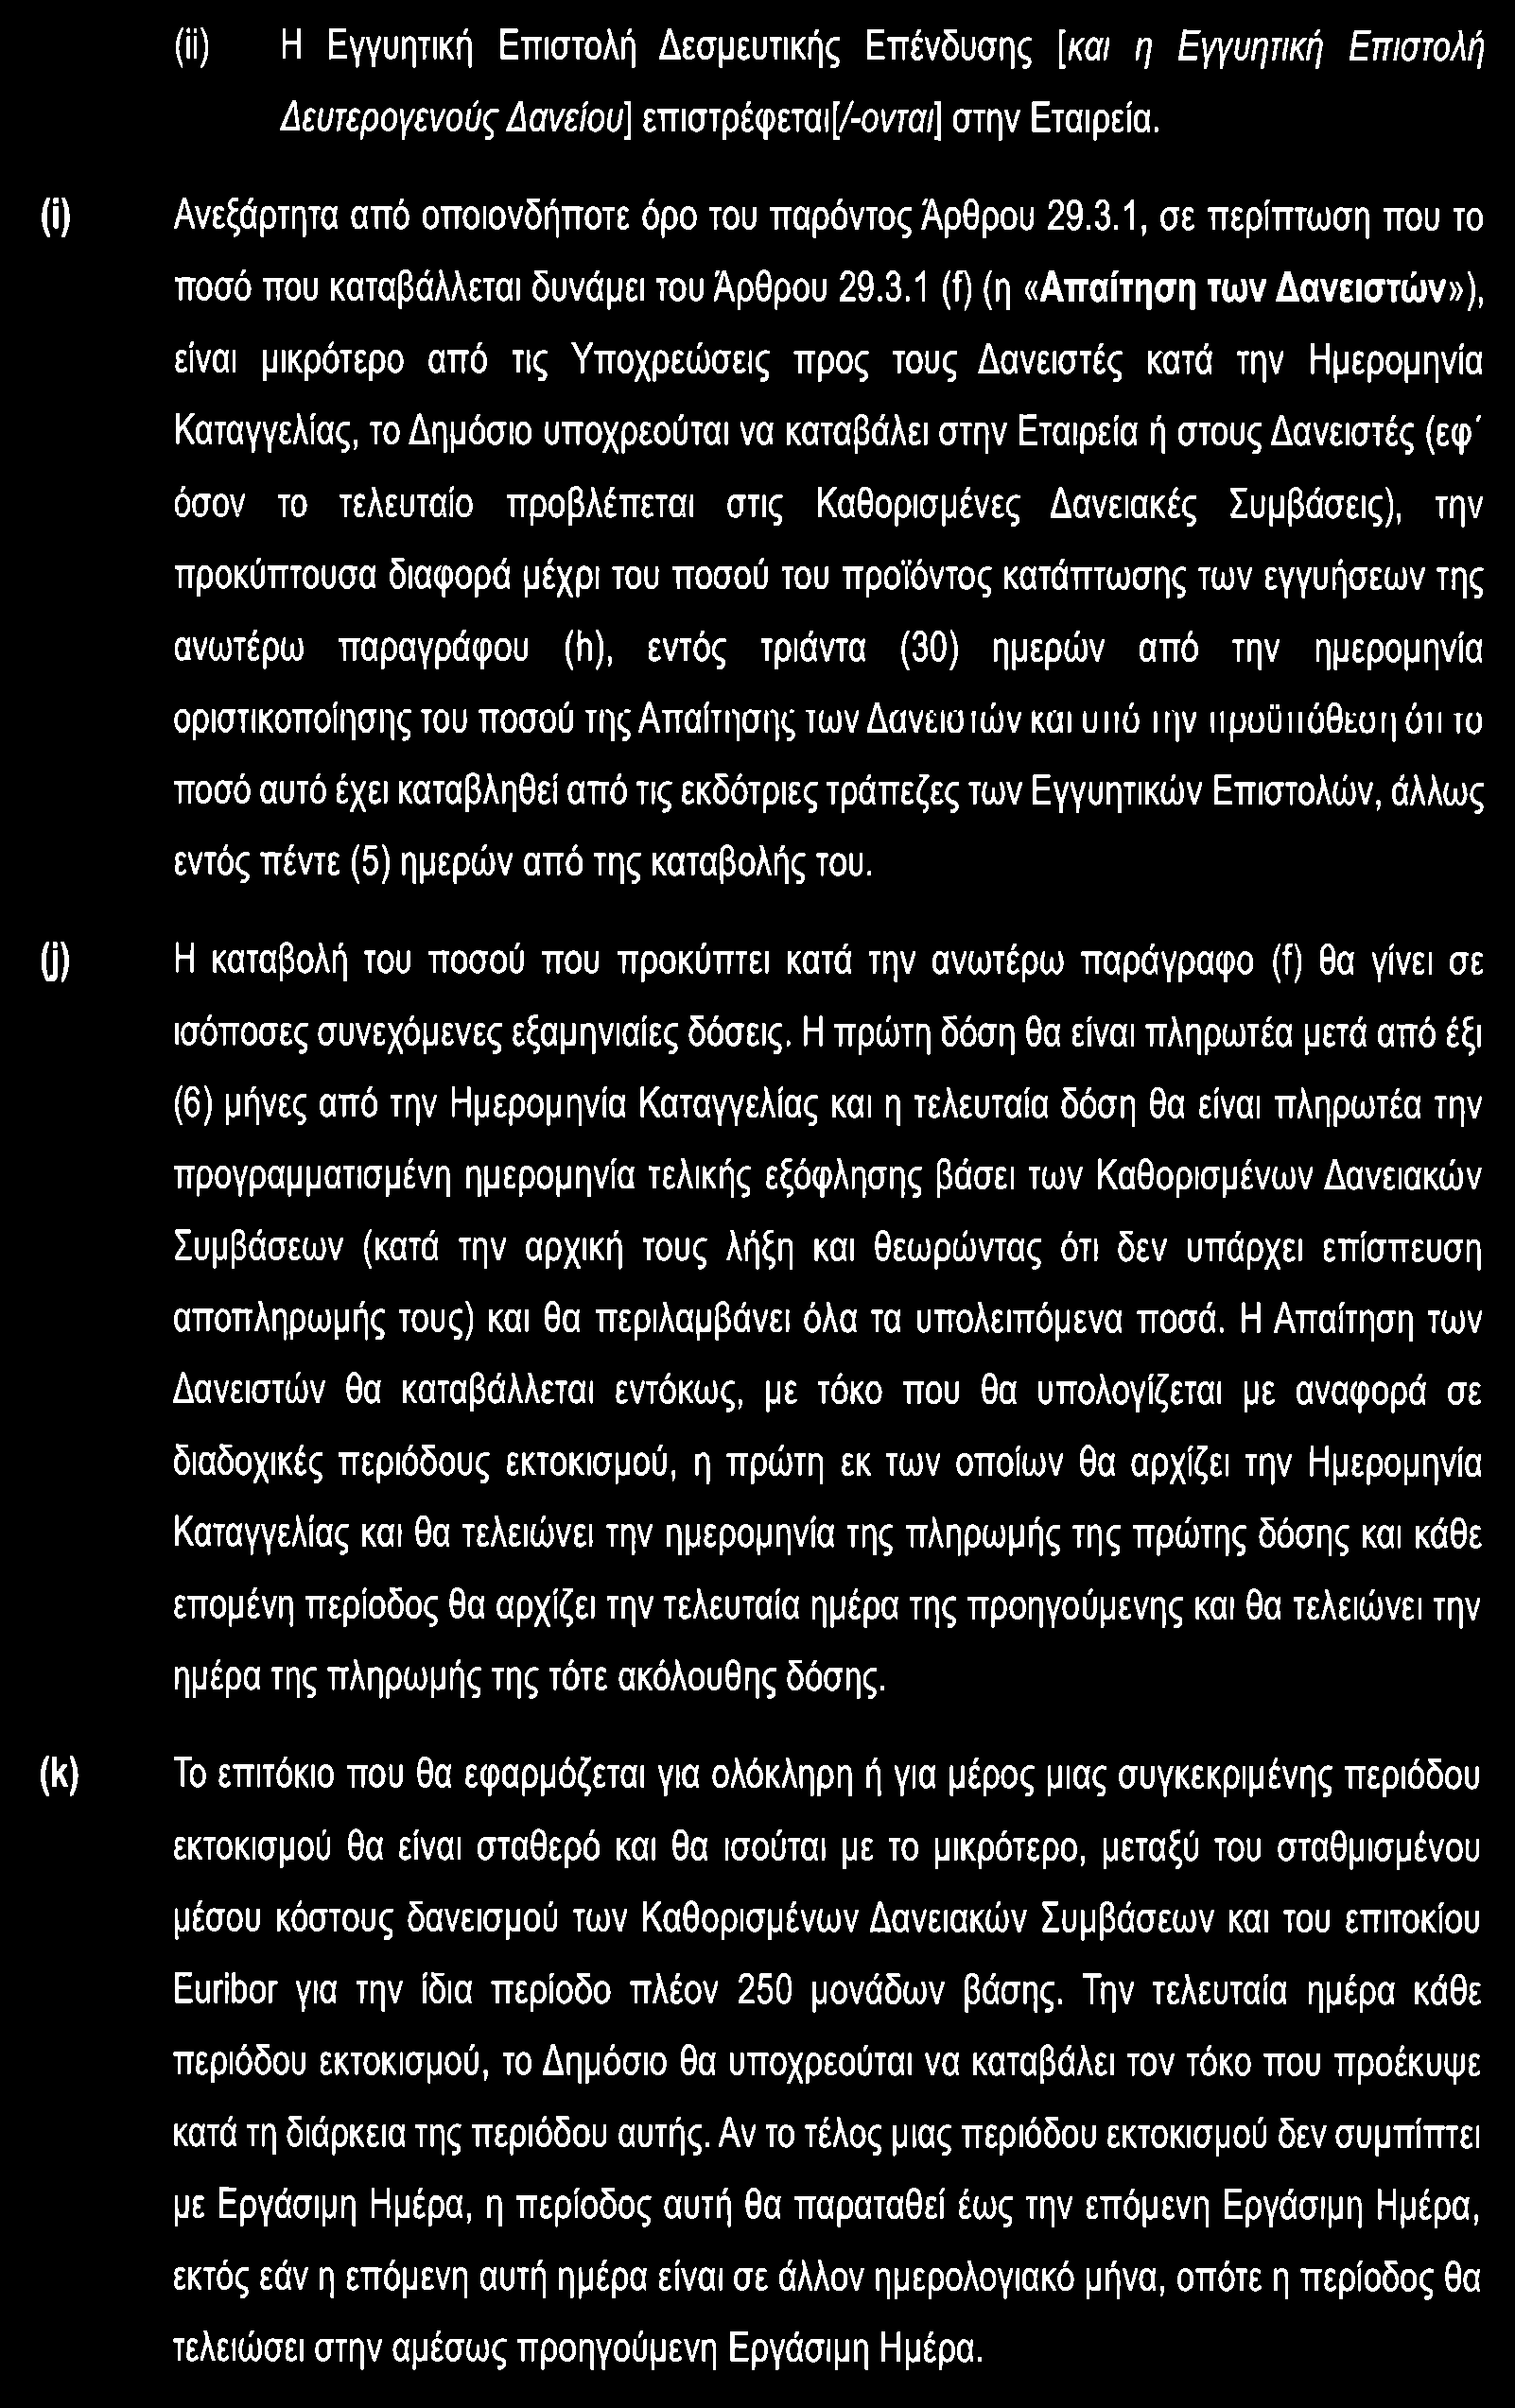 (ii) Η Εγγυητική Επιστολή Δεσμευτικής Επένδυσης [και η Εγγυητική Επιστολή
Δευτερογενούς Δανείου] επιστρέφεται[/-ονται] στην Εταιρεία.
(i) Ανεξάρτητα από οποιονδήποτε όρο του παρόντος Άρθρου 29.3.1, σε περίπτωση που το
ποσό που καταβάλλεται δυνάμει του Άρθρου 29.3.1 (f) (η «Απαίτηση των Δανειστών»),
είναι μικρότερο από τις Υποχρεώσεις προς τους Δανειστές κατά την Ημερομηνία
Καταγγελίας, το Δημόσιο υποχρεούται να καταβάλει στην Εταιρεία ή στους Δανειστές (εφ'
όσον το τελευταίο προβλέπεται στις Καθορισμένες Δανειακές Συμβάσεις), την
προκύπτουσα διαφορά μέχρι του ποσού του προϊόντος κατάπτωσης των εγγυήσεων της
ανωτέρω παραγράφου (h), εντός τριάντα (30) ημερών από την ημερομηνία
οριστικοποίησης του ποσού της Απαίτησης των Δανειστών και υπό την προϋπόθεση ότι το
ποσό αυτό έχει καταβληθεί από τις εκδότριες τράπεζες των Εγγυητικών Επιστολών, άλλως
εντός πέντε (5) ημερών από της καταβολής του.
(j) Η καταβολή του ποσού που προκύπτει κατά την ανωτέρω παράγραφο (f) θα γίνει σε
ισόποσες συνεχόμενες εξαμηνιαίες δόσεις. Η πρώτη δόση θα είναι πληρωτέα μετά από έξι
(6) μήνες από την Ημερομηνία Καταγγελίας και η τελευταία δόση θα είναι πληρωτέα την
προγραμματισμένη ημερομηνία τελικής εξόφλησης βάσει των Καθορισμένων Δανειακών
Συμβάσεων (κατά την αρχική τους λήξη και θεωρώντας ότι δεν υπάρχει επίσπευση
αποπληρωμής τους) και θα περιλαμβάνει όλα τα υπολειπόμενα ποσά. Η Απαίτηση των
Δανειστών θα καταβάλλεται εντόκως, με τόκο που θα υπολογίζεται με αναφορά σε
διαδοχικές περιόδους εκτοκισμού, η πρώτη εκ των οποίων θα αρχίζει την Ημερομηνία
Καταγγελίας και θα τελειώνει την ημερομηνία της πληρωμής της πρώτης δόσης και κάθε
επομένη περίοδος θα αρχίζει την τελευταία ημέρα της προηγούμενης και θα τελειώνει την
ημέρα της πληρωμής της τότε ακόλουθης δόσης.
(k) Το επιτόκιο που θα εφαρμόζεται για ολόκληρη ή για μέρος μιας συγκεκριμένης περιόδου
εκτοκισμού θα είναι σταθερό και θα ισούται με το μικρότερο, μεταξύ του σταθμισμένου
μέσου κόστους δανεισμού των Καθορισμένων Δανειακών Συμβάσεων και του επιτοκίου
Euribor για την ίδια περίοδο πλέον 250 μονάδων βάσης. Την τελευταία ημέρα κάθε
περιόδου εκτοκισμού, το Δημόσιο θα υποχρεούται να καταβάλει τον τόκο που προέκυψε
κατά τη διάρκεια της περιόδου αυτής. Αν το τέλος μιας περιόδου εκτοκισμού δεν συμπίπτει
με Εργάσιμη Ημέρα, η περίοδος αυτή θα παραταθεί έως την επόμενη Εργάσιμη Ημέρα,
εκτός εάν η επόμενη αυτή ημέρα είναι σε άλλον ημερολογιακό μήνα, οπότε η περίοδος θα
τελειώσει στην αμέσως προηγούμενη Εργάσιμη Ημέρα.